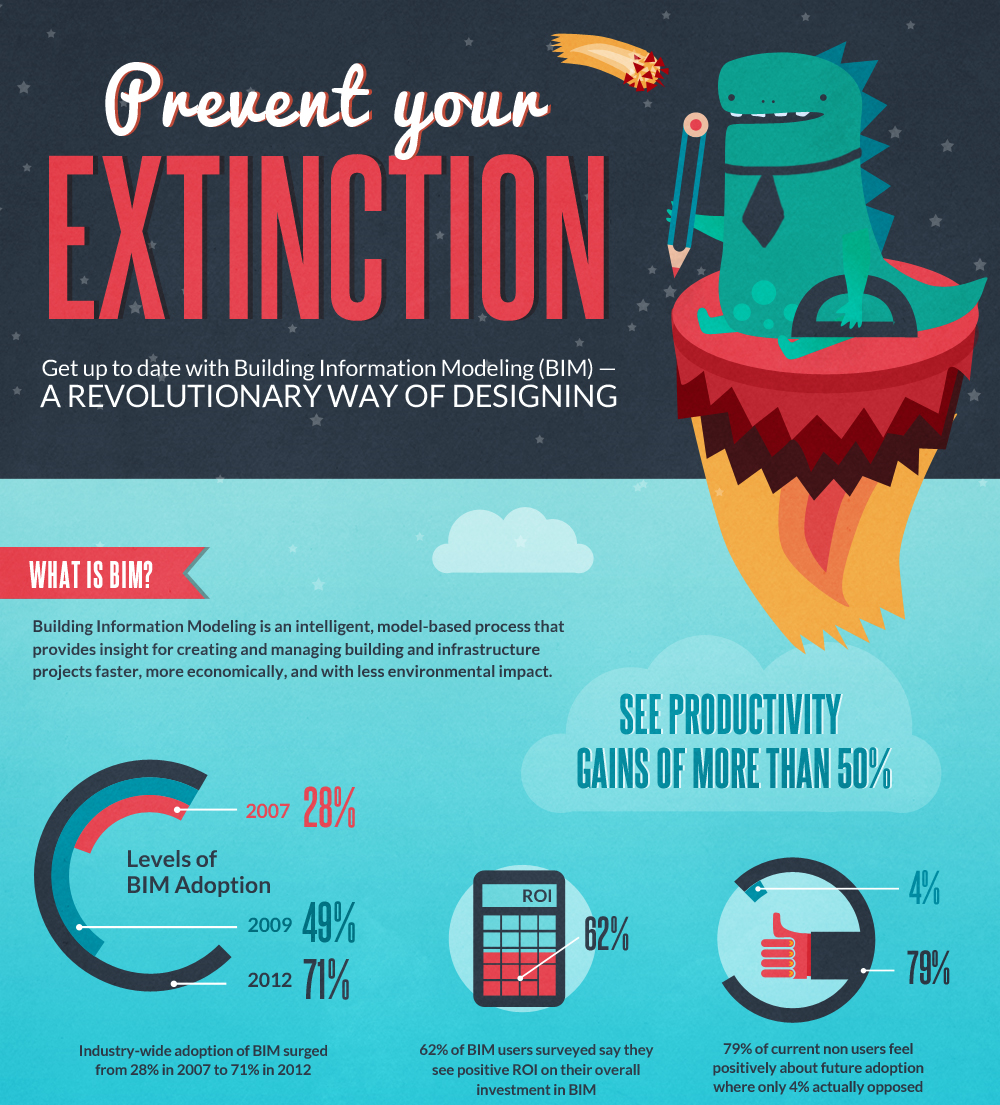 Prevent your
EXTINCTION
Get up to date with Building Information Modeling (BIM) —
A REVOLUTIONARY WAY OF DESIGNING
WHAT IS BIM?
Building Information Modeling is an intelligent, model-based process that
provides insight for creating and managing building and infrastructure
projects faster, more economically, and with less environmental impact.
SEE PRODUCTIVITY
GAINS OF MORE THAN 50%
2007 28%
Levels of
BIM Adoption
2009 49%
2012 71%
Industry-wide adoption of BIM surged
from 28% in 2007 to 71% in 2012
ROI
62%
62% of BIM users surveyed say they
see positive ROI on their overall
investment in BIM
4%
79%
79% of current non users feel
positively about future adoption
where only 4% actually opposed